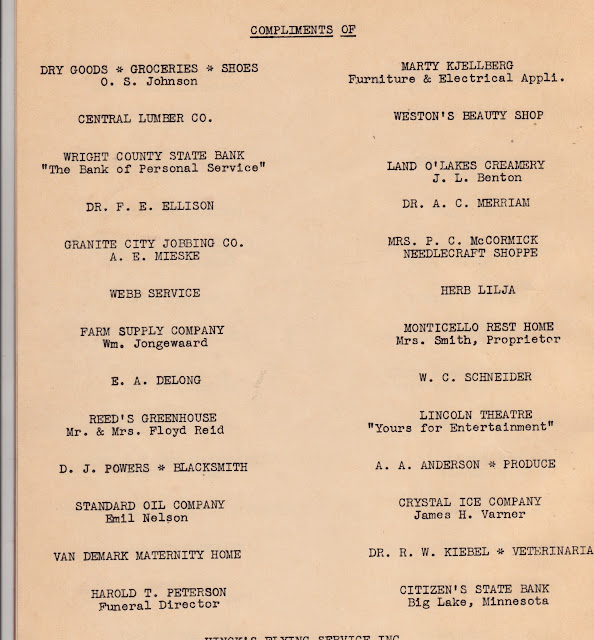 COMPLIMENTS OF
DRY GOODS * GROCERIES * SHOES
O. S. Johnson
CENTRAL LUMBER CO.
WRIGHT COUNTY STATE BANK
"The Bank of Personal Service"
DR. F. E. ELLISON
GRANITE CITY JOBBING CO.
A. E. MIESKE
WEBB SERVICE
FARM SUPPLY COMPANY
Wm. Jongewaard
E. A. DELONG
REED'S GREENHOUSE
Mr. & Mrs. Floyd Reid
D. J. POWERS * BLACKSMITH
STANDARD OIL COMPANY
Emil Nelson
VAN DEMARK MATERNITY HOME
HAROLD T. PETERSON
Funeral Director
MARTY KJELLBERG
Furniture & Electrical Appli.
WESTON'S BEAUTY SHOP
LAND O'LAKES CREAMERY
J. L. Benton
DR. A. C. MERRIAM
MRS. P. C. McCORMICK
NEEDLECRAFT SHOPPE
HERB LILJA
MONTICELLO REST HOME
Mrs. Smith, Proprietor
W. C. SCHNEIDER
LINCOLN THEATRE
"Yours for Entertainment"
A. A. ANDERSON * PRODUCE
CRYSTAL ICE COMPANY
James H. Varner
DR. R. W. KIEBEL * VETERINARIA
CITIZEN'S STATE BANK
Big Lake, Minnesota
FLYING SERVICE INC